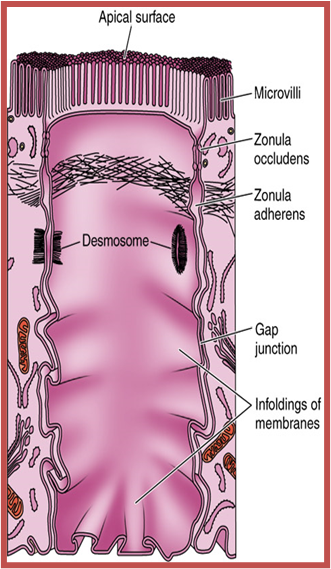 Apical surface
Microvilli
Zonula
occludens
Zonula
adherens
Desmosome
Gap
junction
Infoldings of
membranes